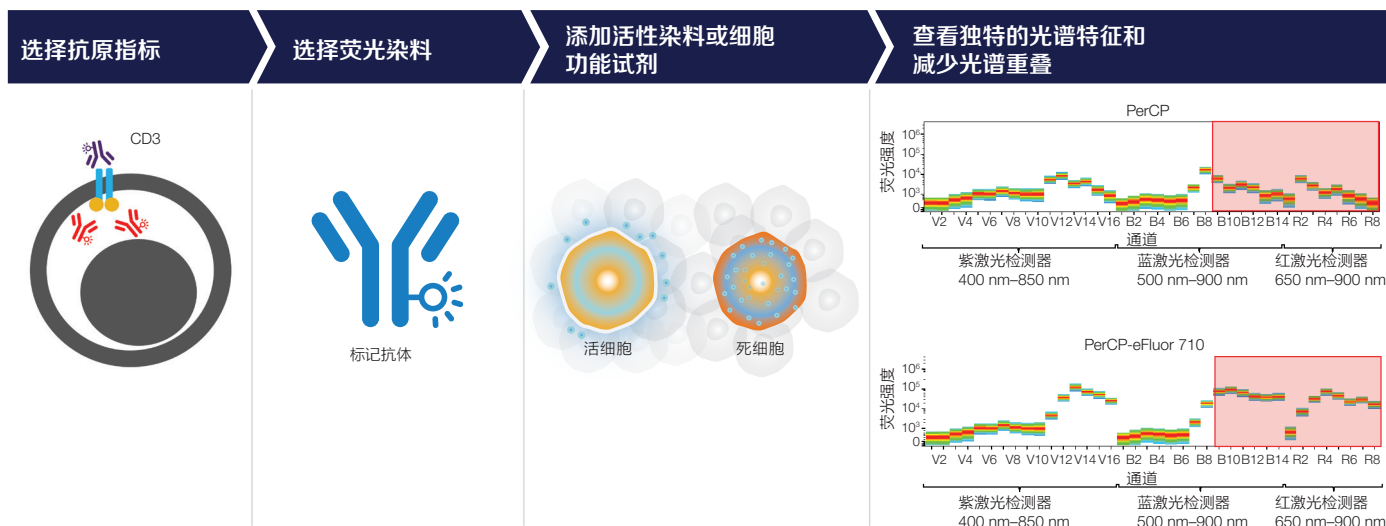 选择抗原指标
选择荧光染料
添加活性染料或细胞
功能试剂
查看独特的光谱特征和
减少光谱重叠
CD3
标记抗体
活细胞
死细胞
PerCP
荧光强度
10⁶
10⁵
10⁴
10³
0
V2 V4 V6 V8 V10 V12 V14 V16 B2 B4 B6 B8 B10 B12 B14 R2 R4 R6 R8
通道
紫激光检测器
400 nm–850 nm
蓝激光检测器
500 nm–900 nm
红激光检测器
650 nm–900 nm
PerCP-eFluor 710
荧光强度
10⁶
10⁵
10⁴
10³
0
V2 V4 V6 V8 V10 V12 V14 V16 B2 B4 B6 B8 B10 B12 B14 R2 R4 R6 R8
通道
紫激光检测器
400 nm–850 nm
蓝激光检测器
500 nm–900 nm
红激光检测器
650 nm–900 nm